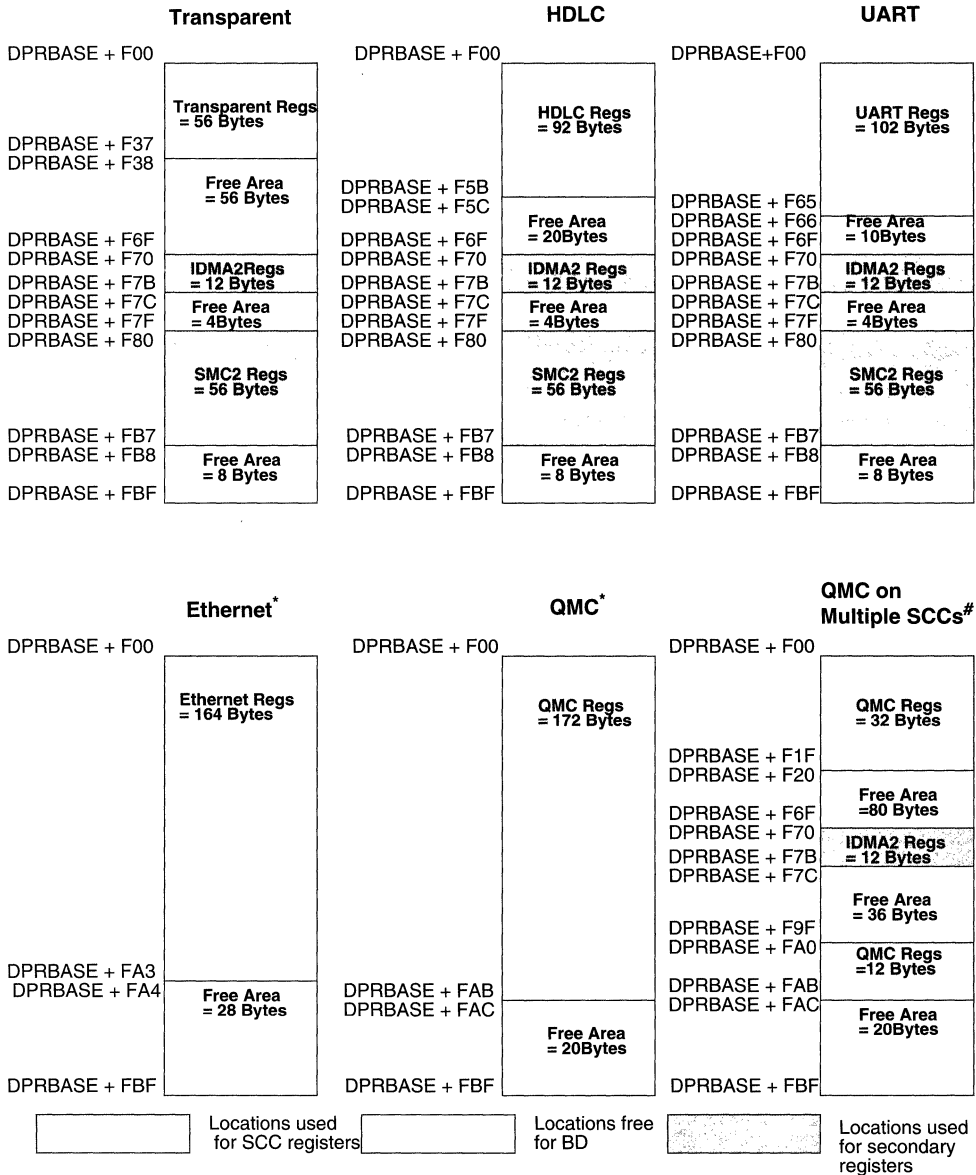 Transparent
DPRBASE + F00
Transparent Regs
= 56 Bytes
DPRBASE + F37
DPRBASE + F38
Free Area
= 56 Bytes
DPRBASE + F6F
DPRBASE + F70
IDMA2Regs
= 12 Bytes
DPRBASE + F7B
DPRBASE + F7C
Free Area
= 4Bytes
DPRBASE + F7F
DPRBASE + F80
SMC2 Regs
= 56 Bytes
DPRBASE + FB7
DPRBASE + FB8
Free Area
= 8 Bytes
DPRBASE + FBF
HDLC
DPRBASE + F00
HDLC Regs
= 92 Bytes
DPRBASE + F5B
DPRBASE + F5C
Free Area
= 20Bytes
DPRBASE + F6F
DPRBASE + F70
IDMA2 Regs
= 12 Bytes
DPRBASE + F7B
DPRBASE + F7C
Free Area
= 4Bytes
DPRBASE + F7F
DPRBASE + F80
SMC2 Regs
= 56 Bytes
DPRBASE + FB7
DPRBASE + FB8
Free Area
= 8 Bytes
DPRBASE + FBF
UART
DPRBASE+F00
UART Regs
= 102 Bytes
DPRBASE + F65
DPRBASE + F66
Free Area
= 10Bytes
DPRBASE + F6F
DPRBASE + F70
IDMA2 Regs
= 12 Bytes
DPRBASE + F7B
DPRBASE + F7C
Free Area
= 4Bytes
DPRBASE + F7F
DPRBASE + F80
SMC2 Regs
= 56 Bytes
DPRBASE + FB7
DPRBASE + FB8
Free Area
= 8 Bytes
DPRBASE + FBF
Ethernet*
DPRBASE + F00
Ethernet Regs
= 164 Bytes
DPRBASE + FA3
DPRBASE + FA4
Free Area
= 28 Bytes
DPRBASE + FBF
QMC*
DPRBASE + F00
QMC Regs
= 172 Bytes
DPRBASE + FAB
DPRBASE + FAC
Free Area
= 20Bytes
DPRBASE + FBF
QMC on
Multiple SCCs#
DPRBASE + F00
QMC Regs
= 32 Bytes
DPRBASE + F1F
DPRBASE + F20
Free Area
=80 Bytes
DPRBASE + F6F
DPRBASE + F70
IDMA2 Regs
= 12 Bytes
DPRBASE + F7B
DPRBASE + F7C
Free Area
= 36 Bytes
DPRBASE + F9F
DPRBASE + FA0
QMC Regs
=12 Bytes
DPRBASE + FAB
DPRBASE + FAC
Free Area
= 20Bytes
DPRBASE + FBF
Locations used
for SCC registers
Locations free
for BD
Locations used
for secondary
registers